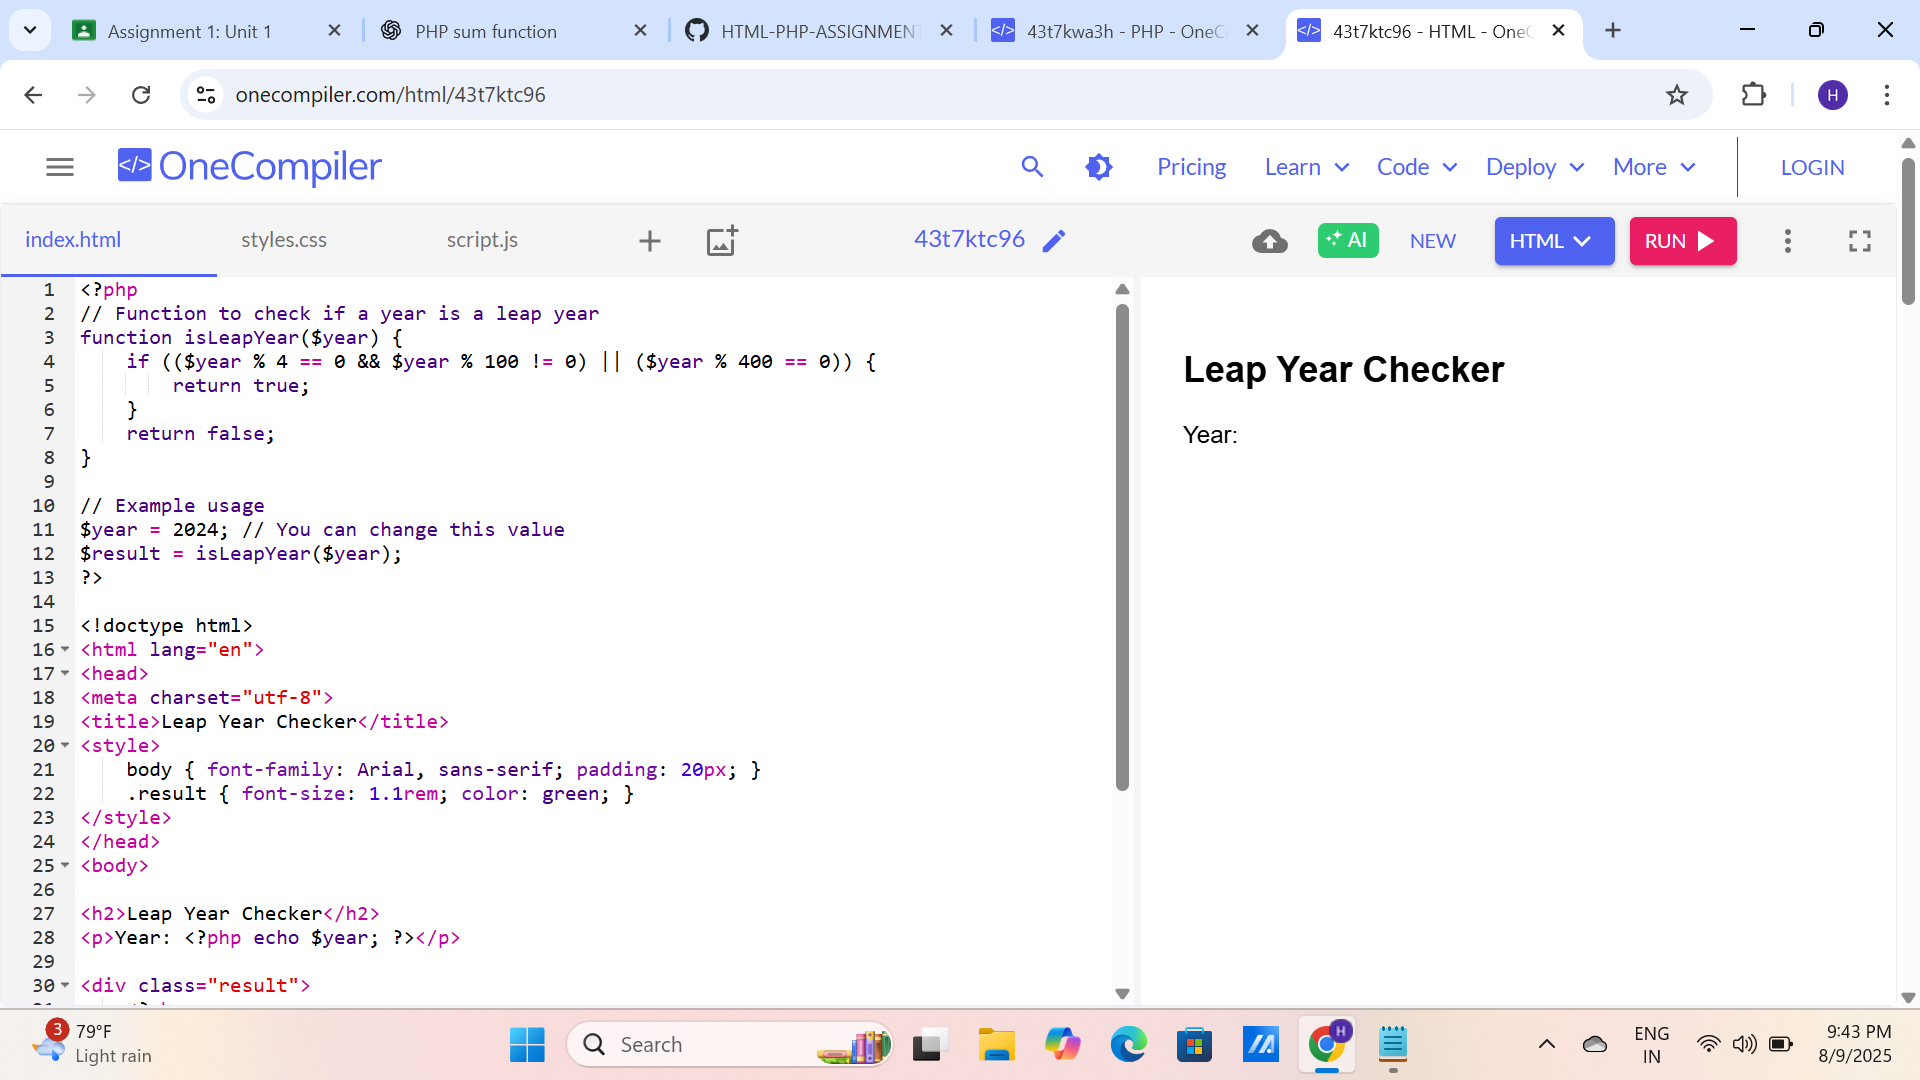 Assignment 1: Unit 1
PHP sum function
HTML-PHP-ASSIGNMENT
43t7kwa3h - PHP - OneC
43t7ktc96 - HTML - OneC
onecompiler.com/html/43t7ktc96
H
</> OneCompiler
Pricing
Learn
Code
Deploy
More
LOGIN
index.html
styles.css
script.js
43t7ktc96
AI
NEW
HTML
RUN
1 <?php
2 // Function to check if a year is a leap year
3 function isLeapYear($year) {
4 if (($year % 4 == 0 && $year % 100 != 0) || ($year % 400 == 0)) {
5 return true;
6 }
7 return false;
8 }
9
10 // Example usage
11 $year = 2024; // You can change this value
12 $result = isLeapYear($year);
13 ?>
14
15 <!doctype html>
16 <html lang="en">
17 <head>
18 <meta charset="utf-8">
19 <title>Leap Year Checker</title>
20 <style>
21 body { font-family: Arial, sans-serif; padding: 20px; }
22 .result { font-size: 1.1rem; color: green; }
23 </style>
24 </head>
25 <body>
26
27 <h2>Leap Year Checker</h2>
28 <p>Year: <?php echo $year; ?></p>
29
30 <div class="result">
Leap Year Checker
Year:
3
79°F
Light rain
Search
H
ENG
IN
9:43 PM
8/9/2025